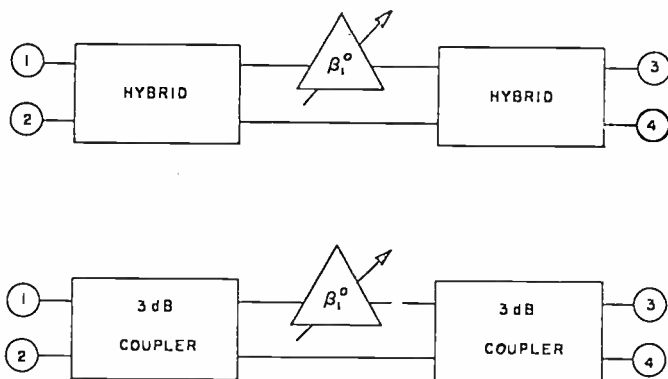 1
HYBRID
β₁°
HYBRID
3
2
4
1
3 dB
COUPLER
β₁°
3 dB
COUPLER
3
2
4